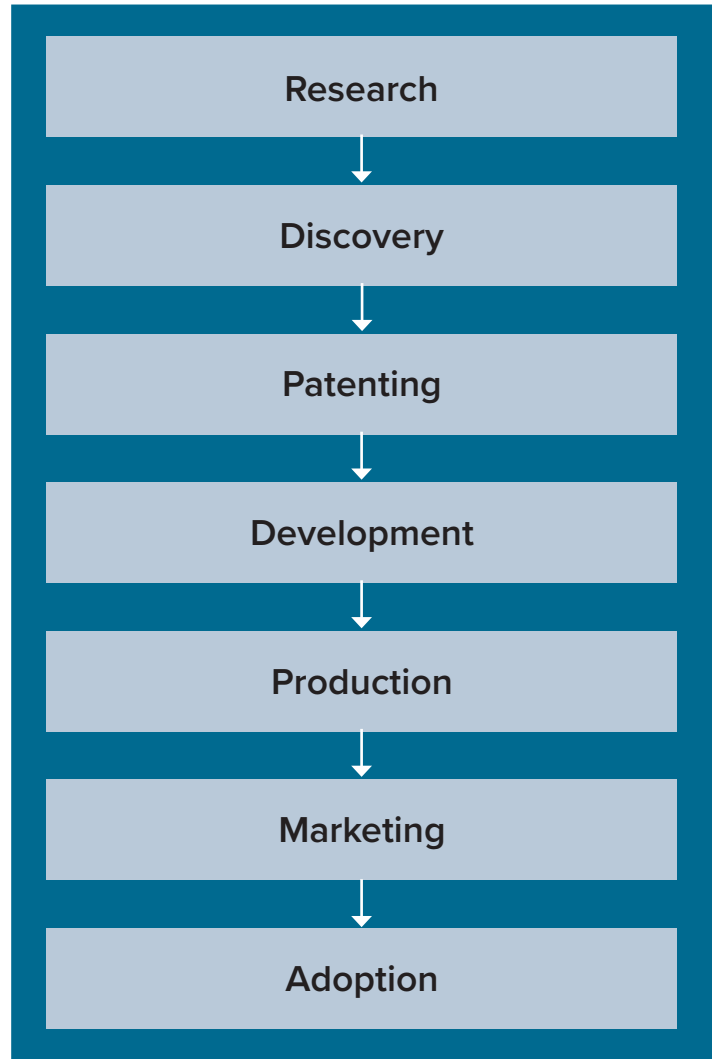 Research
Discovery
Patenting
Development
Production
Marketing
Adoption